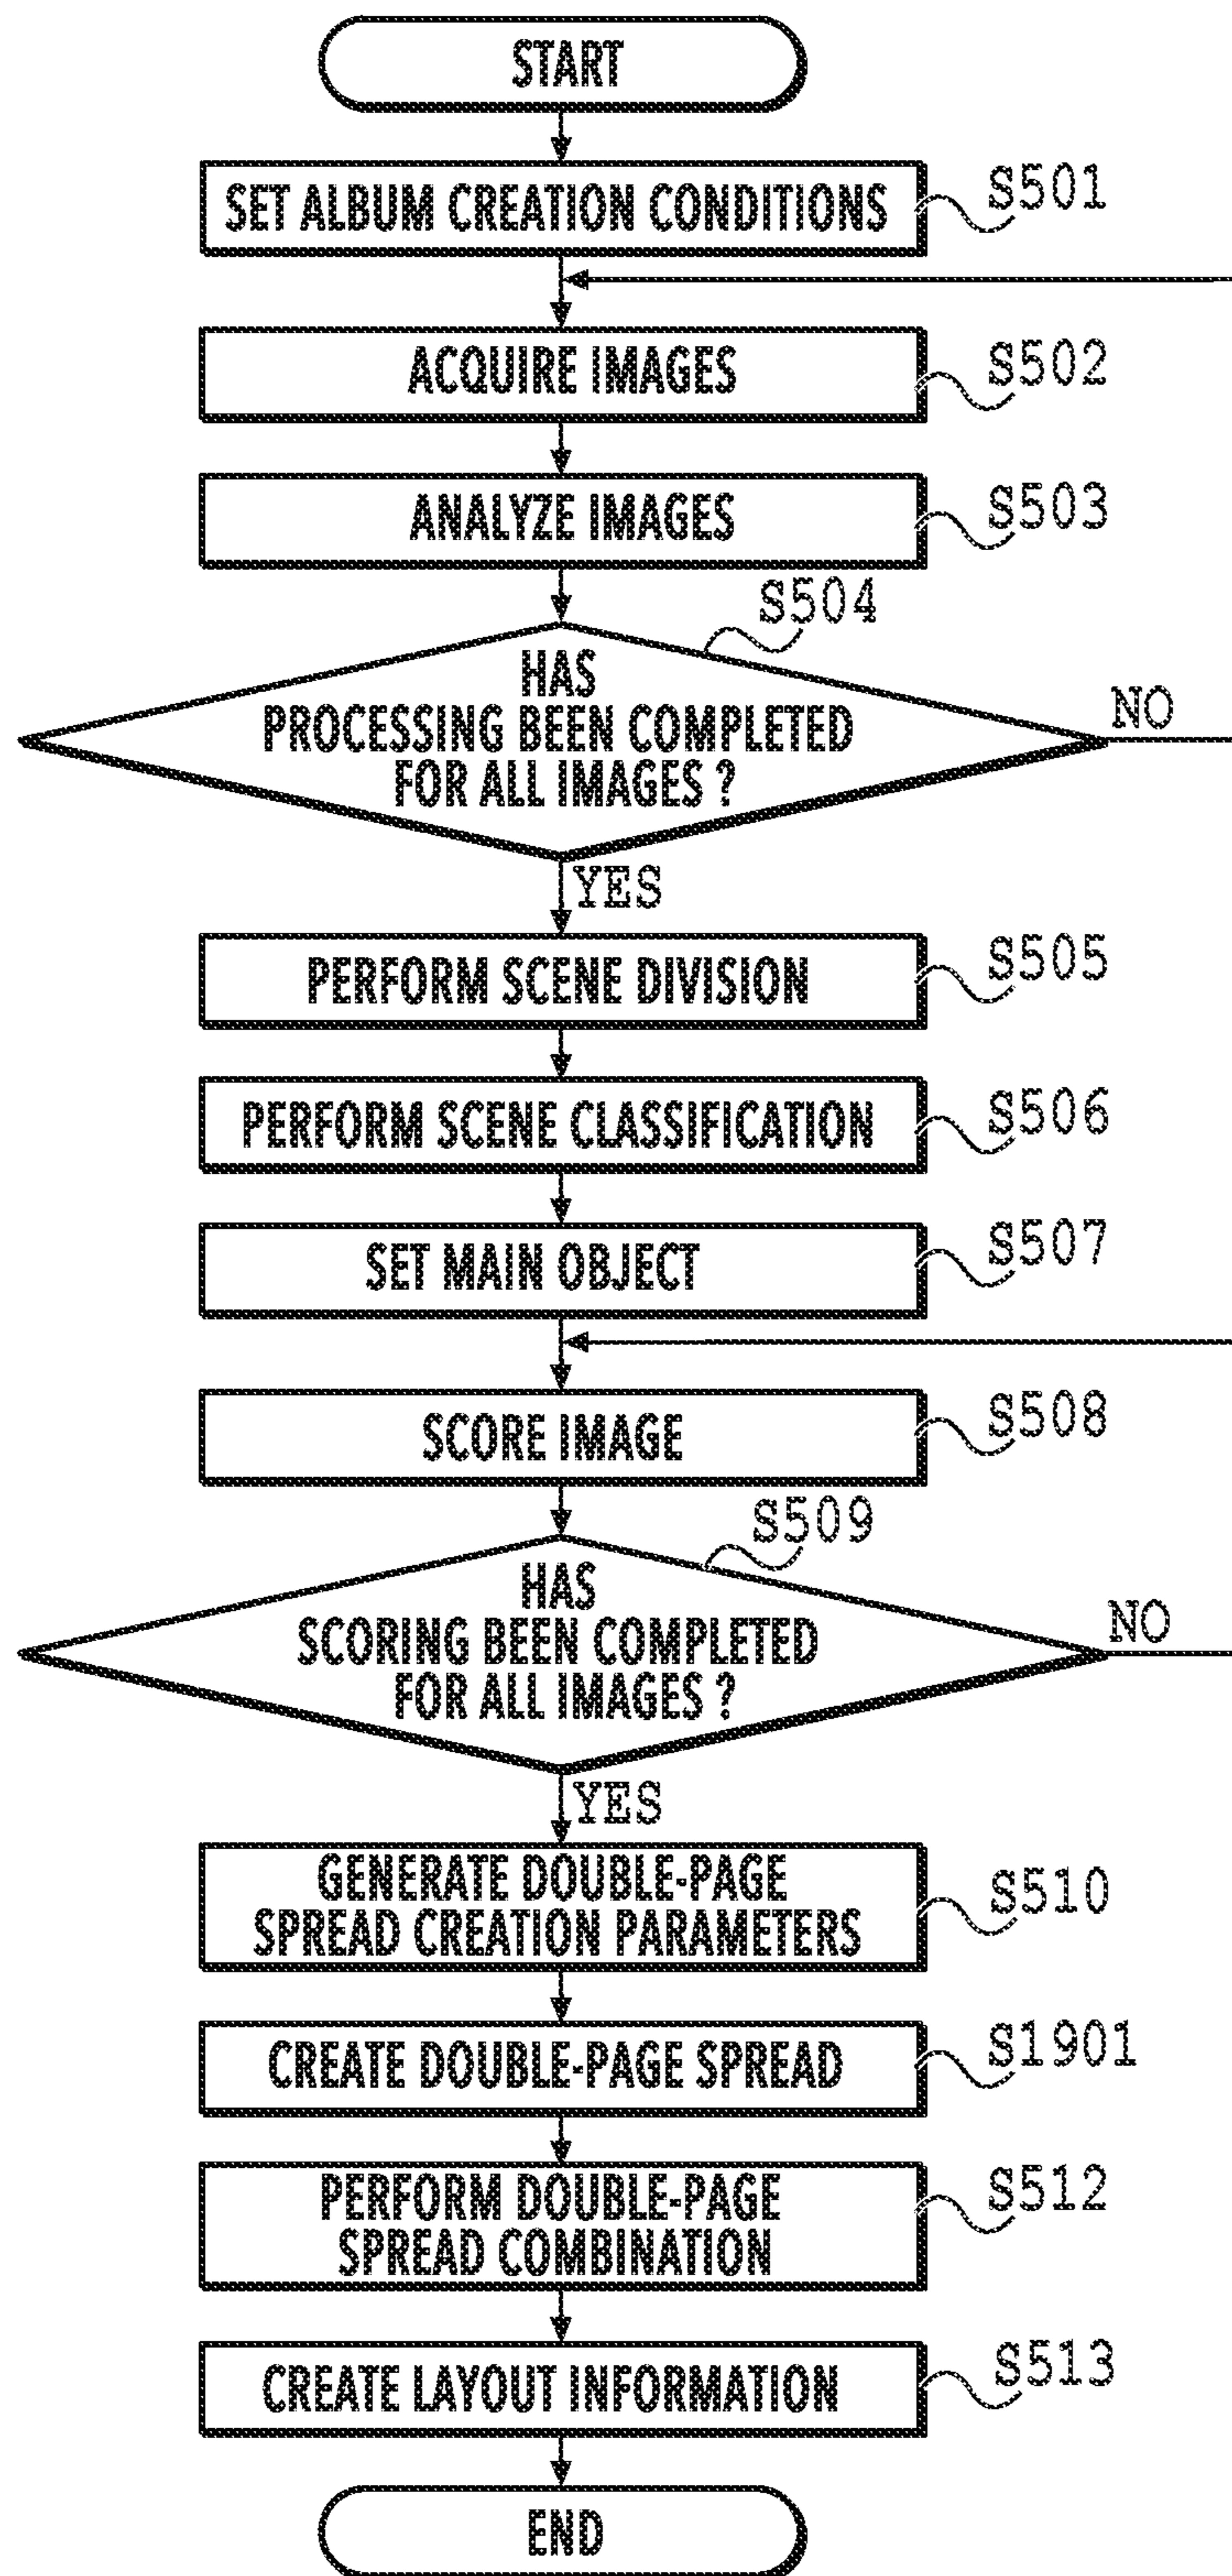 START
SET ALBUM CREATION CONDITIONS
S501
ACQUIRE IMAGES
S502
ANALYZE IMAGES
S503
S504
HAS
PROCESSING BEEN COMPLETED
FOR ALL IMAGES ?
NO
YES
PERFORM SCENE DIVISION
S505
PERFORM SCENE CLASSIFICATION
S506
SET MAIN OBJECT
S507
SCORE IMAGE
S508
S509
HAS
SCORING BEEN COMPLETED
FOR ALL IMAGES ?
NO
YES
GENERATE DOUBLE-PAGE
SPREAD CREATION PARAMETERS
S510
CREATE DOUBLE-PAGE SPREAD
S1901
PERFORM DOUBLE-PAGE
SPREAD COMBINATION
S512
CREATE LAYOUT INFORMATION
S513
END